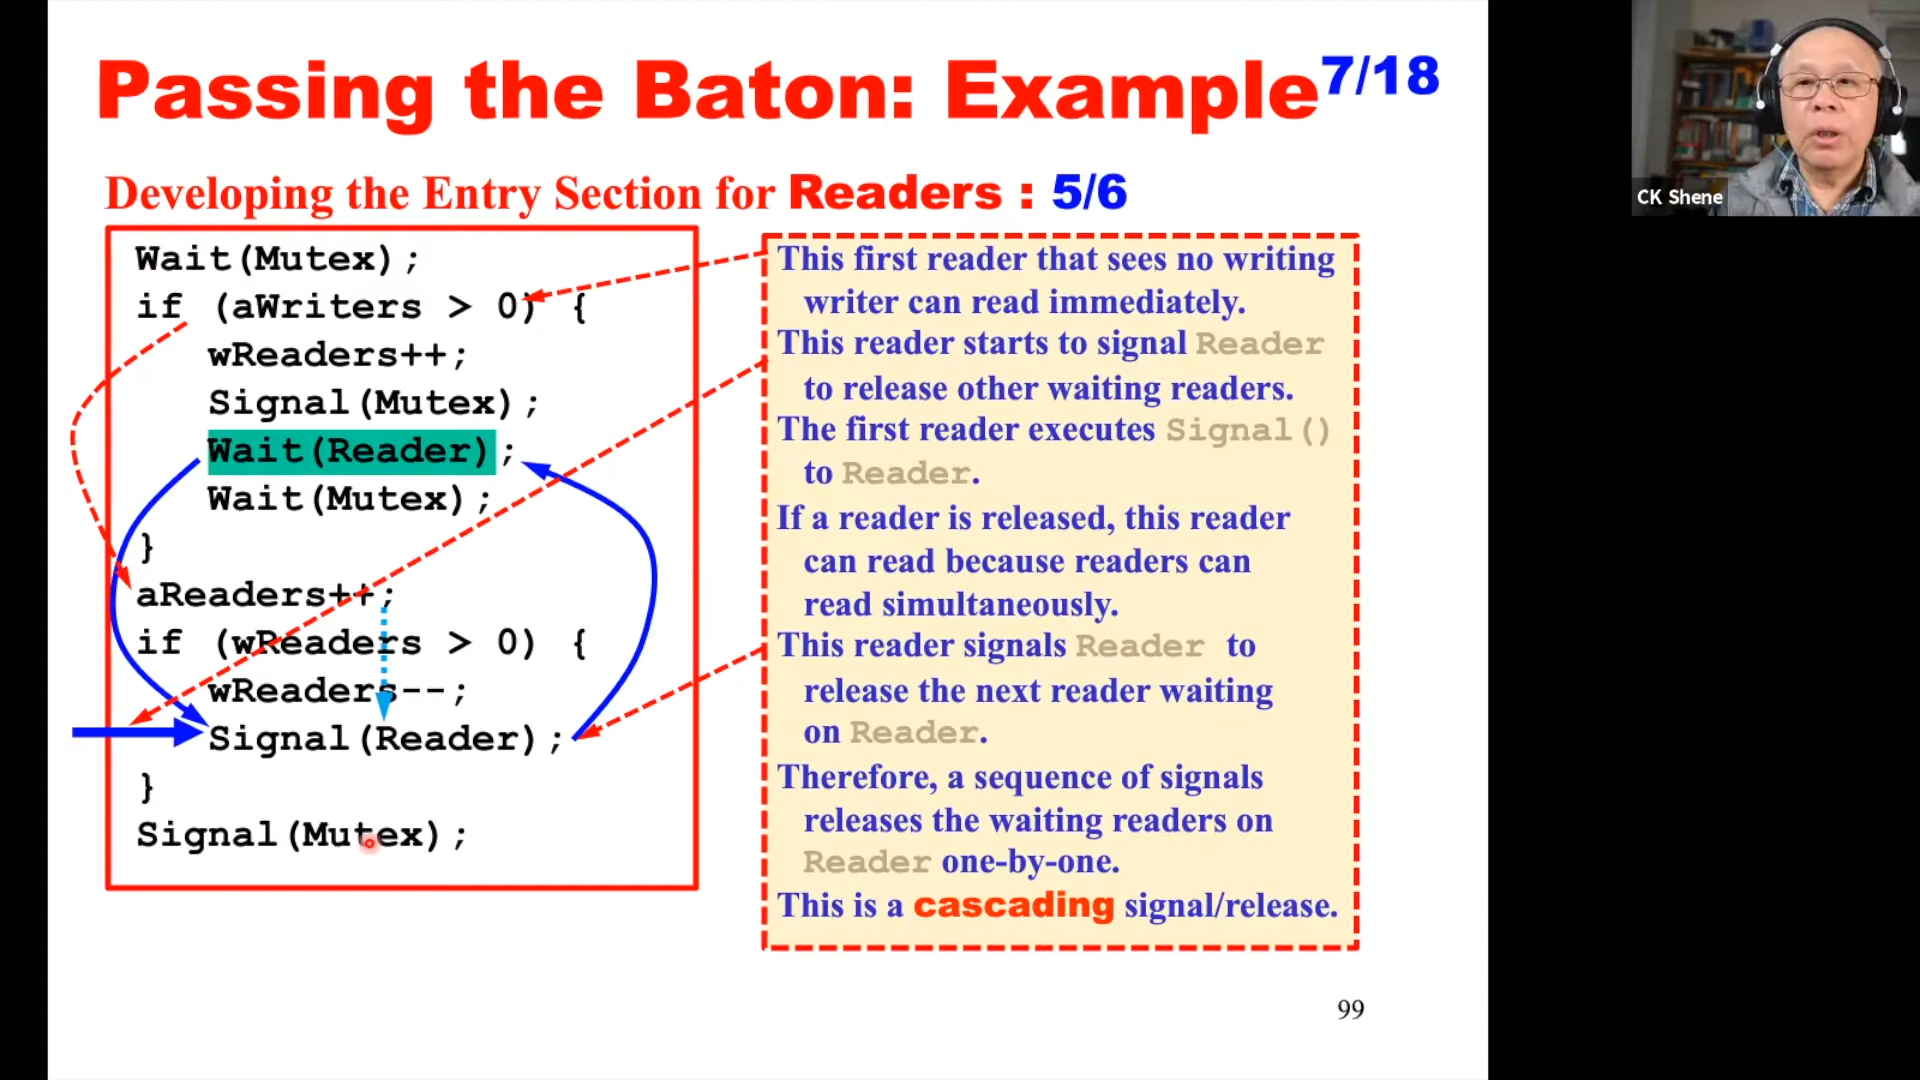 Passing the Baton: Example 7/18
Developing the Entry Section for Readers : 5/6
Wait(Mutex);
if (aWriters > 0) {
wReaders++;
Signal(Mutex);
Wait(Reader);
Wait(Mutex);
}
aReaders++;
if (wReaders > 0) {
wReaders--;
Signal(Reader);
}
Signal(Mutex);
This first reader that sees no writing
writer can read immediately.
This reader starts to signal Reader
to release other waiting readers.
The first reader executes Signal()
to Reader.
If a reader is released, this reader
can read because readers can
read simultaneously.
This reader signals Reader to
release the next reader waiting
on Reader.
Therefore, a sequence of signals
releases the waiting readers on
Reader one-by-one.
This is a cascading signal/release.
99
CK Shene